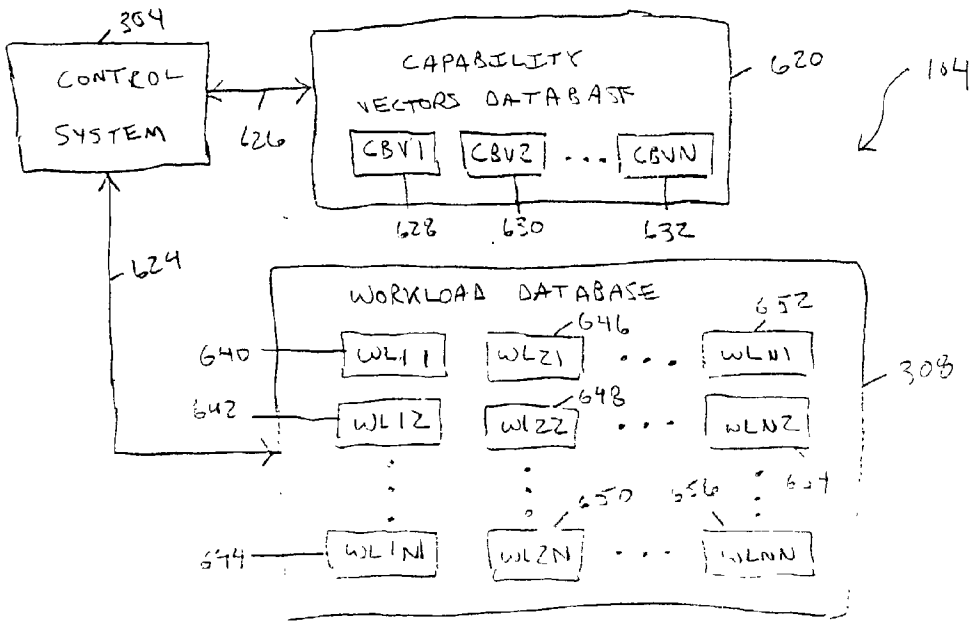 304
CONTROL
SYSTEM
626
CAPABILITY
VECTORS DATABASE
CBV1 CBV2 ... CBVN
628 630 632
620
104
624
WORKLOAD DATABASE
646 652
640 WL11 WL21 ... WLN1
308
648
642 WL12 WL22 ... WLN2
654
650 656
644 WL1N WL2N ... WLNN